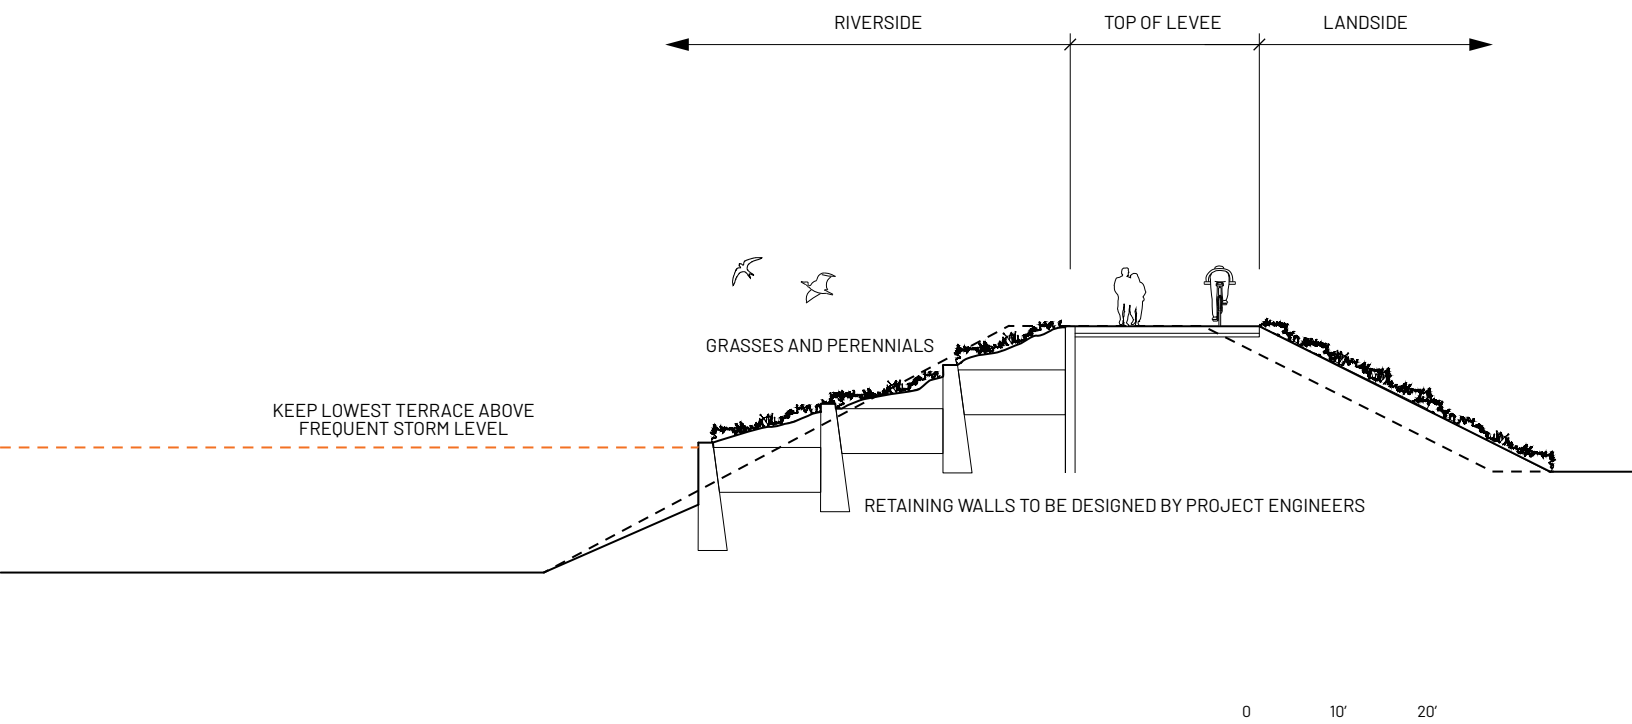 RIVERSIDE
TOP OF LEVEE
LANDSIDE
GRASSES AND PERENNIALS
KEEP LOWEST TERRACE ABOVE
FREQUENT STORM LEVEL
RETAINING WALLS TO BE DESIGNED BY PROJECT ENGINEERS
0 10' 20'